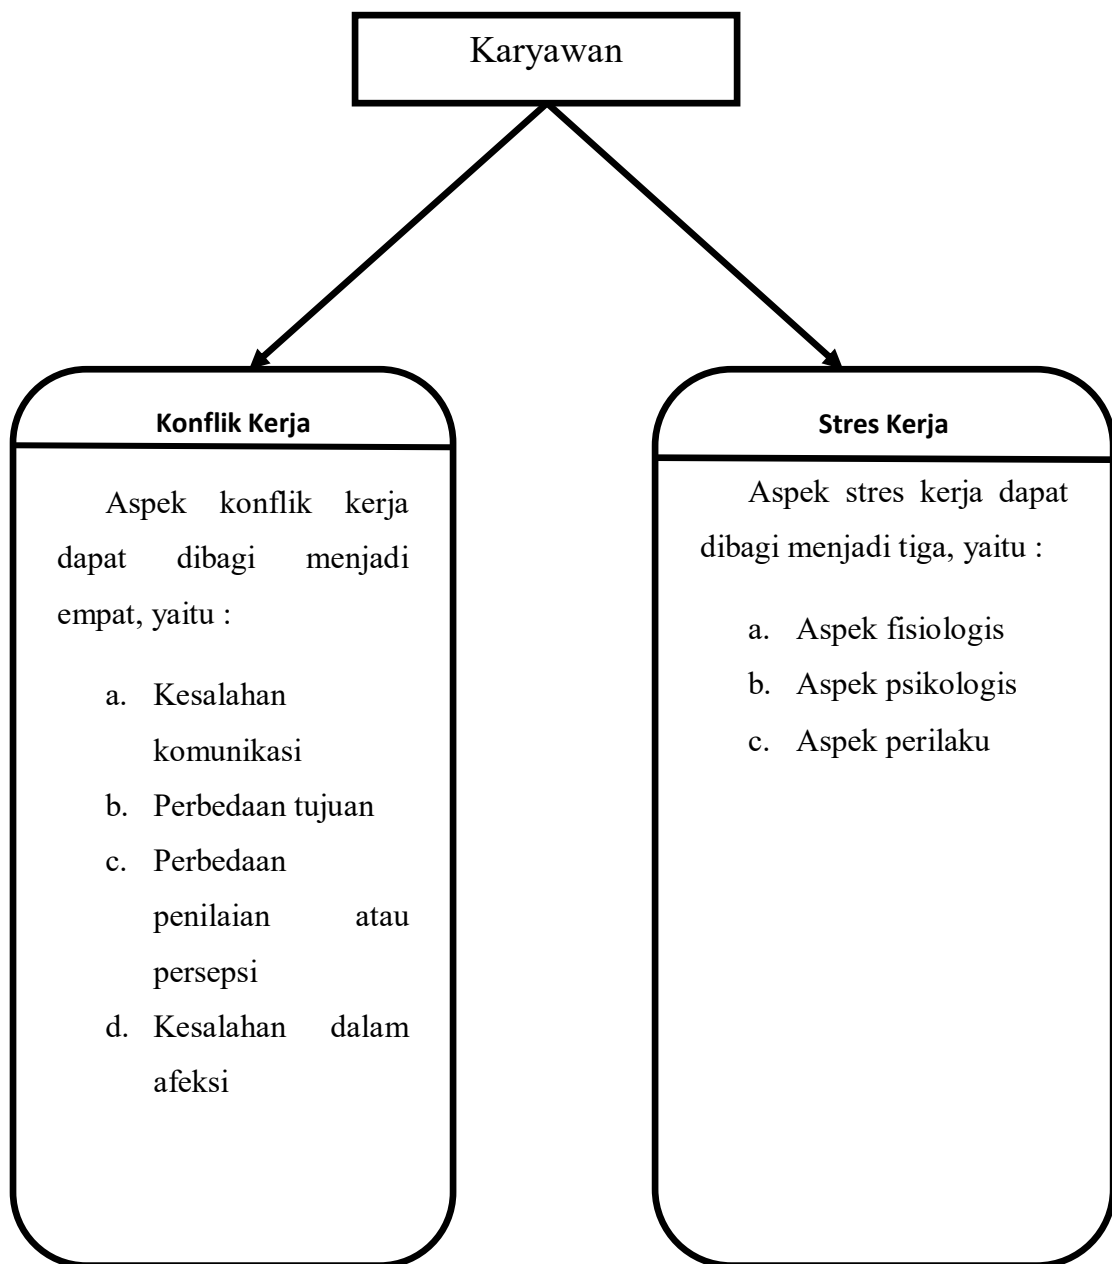 Karyawan
Konflik Kerja
Aspek konflik kerja
dapat dibagi menjadi
empat, yaitu :
a. Kesalahan
komunikasi
b. Perbedaan tujuan
c. Perbedaan
penilaian atau
persepsi
d. Kesalahan dalam
afeksi
Stres Kerja
Aspek stres kerja dapat
dibagi menjadi tiga, yaitu :
a. Aspek fisiologis
b. Aspek psikologis
c. Aspek perilaku